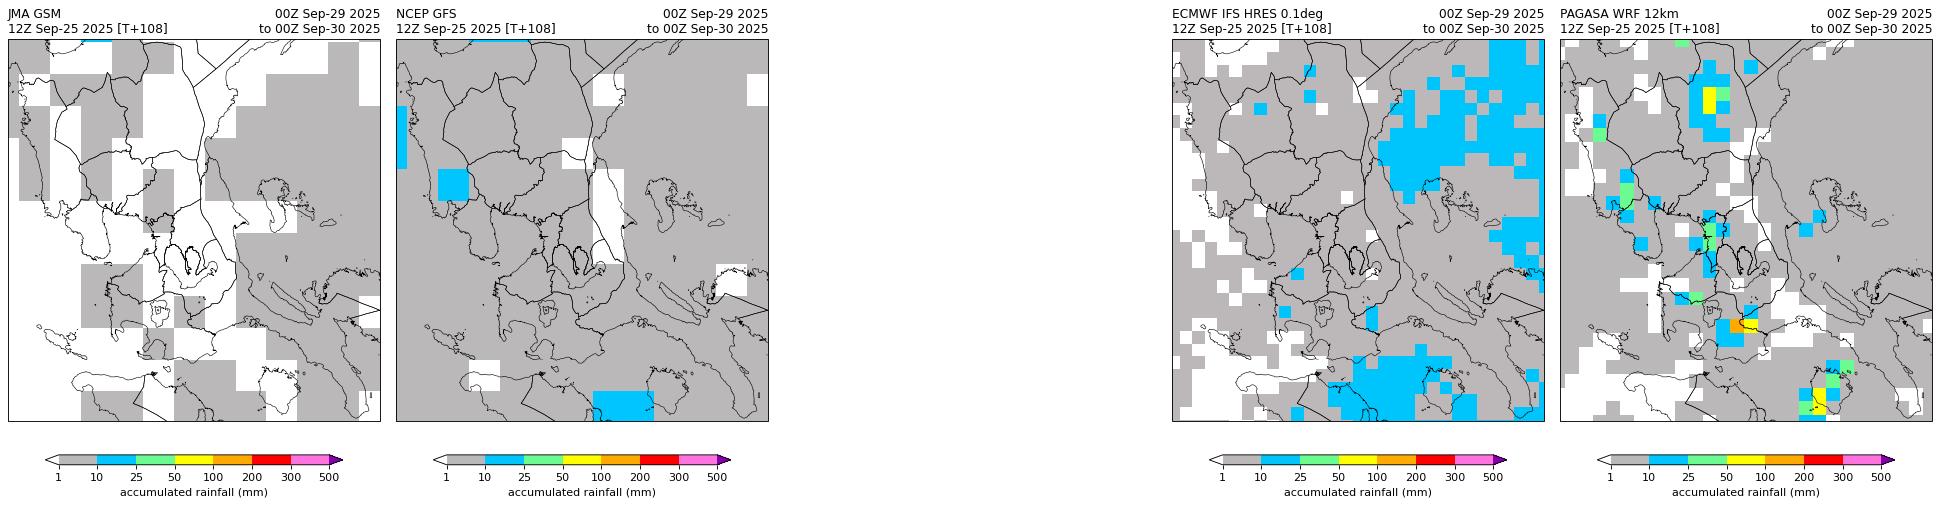 JMA GSM 00Z Sep-29 2025
12Z Sep-25 2025 [T+108] to 00Z Sep-30 2025
1 10 25 50 100 200 300 500
accumulated rainfall (mm)
NCEP GFS 00Z Sep-29 2025
12Z Sep-25 2025 [T+108] to 00Z Sep-30 2025
1 10 25 50 100 200 300 500
accumulated rainfall (mm)
ECMWF IFS HRES 0.1deg 00Z Sep-29 2025
12Z Sep-25 2025 [T+108] to 00Z Sep-30 2025
1 10 25 50 100 200 300 500
accumulated rainfall (mm)
PAGASA WRF 12km 00Z Sep-29 2025
12Z Sep-25 2025 [T+108] to 00Z Sep-30 2025
1 10 25 50 100 200 300 500
accumulated rainfall (mm)